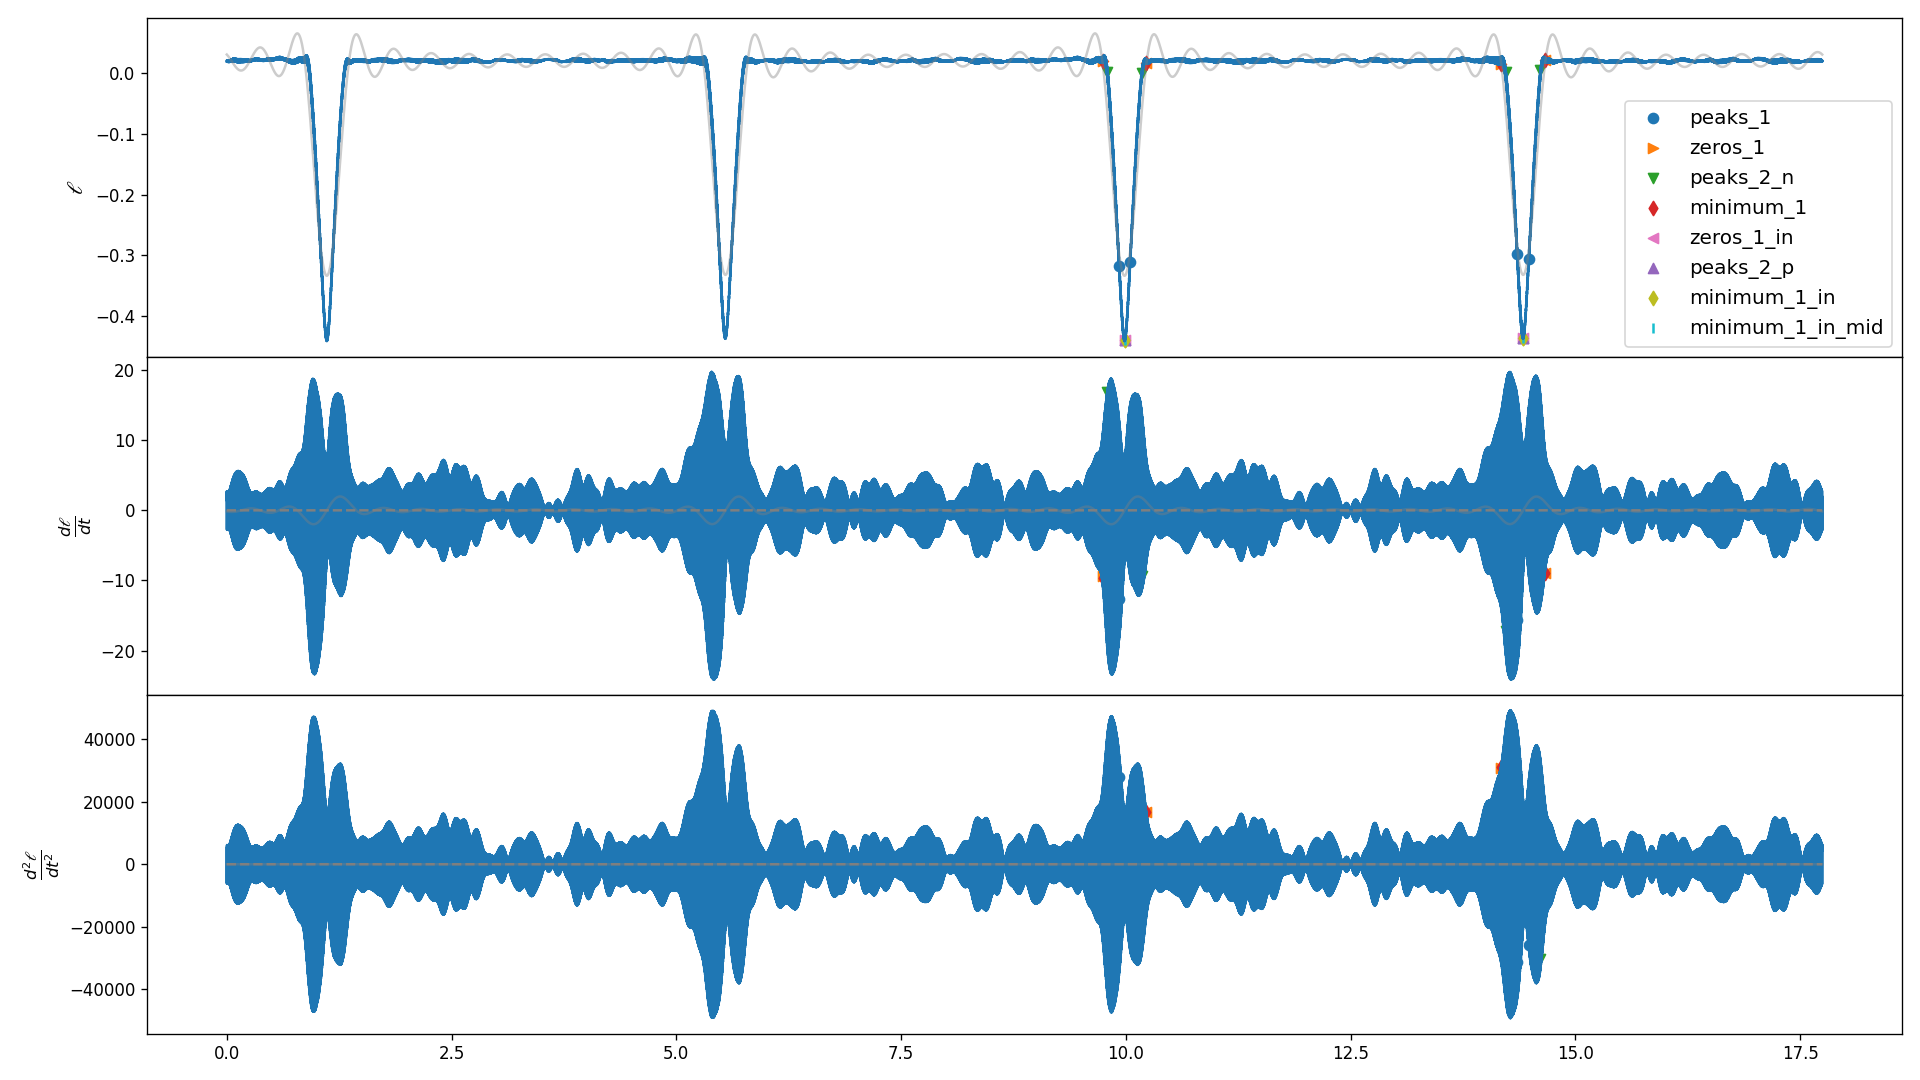 0.0
−0.1
−0.2
−0.3
−0.4
ℓ
peaks_1
zeros_1
peaks_2_n
minimum_1
zeros_1_in
peaks_2_p
minimum_1_in
minimum_1_in_mid
20
10
0
−10
−20
dℓ
dt
40000
20000
0
−20000
−40000
d²ℓ
dt²
0.0 2.5 5.0 7.5 10.0 12.5 15.0 17.5